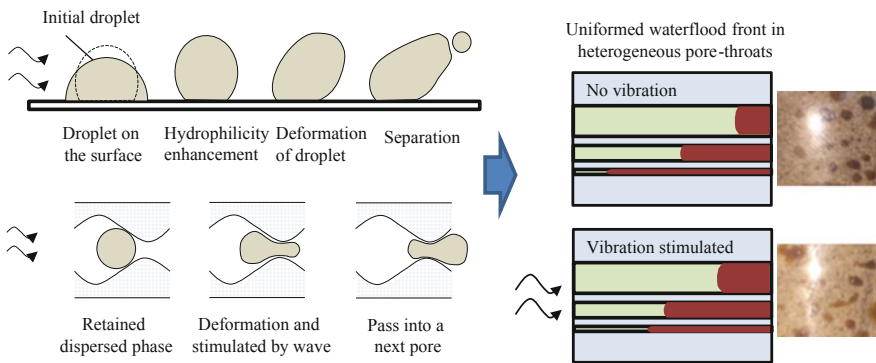 Initial droplet
Droplet on
the surface
Hydrophilicity
enhancement
Deformation
of droplet
Separation
Retained
dispersed phase
Deformation and
stimulated by wave
Pass into a
next pore
Uniformed waterflood front in
heterogeneous pore-throats
No vibration
Vibration stimulated